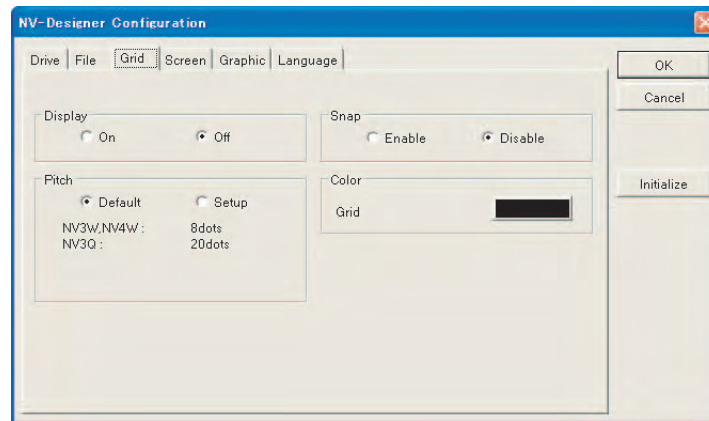 NV-Designer Configuration
Drive File Grid Screen Graphic Language
OK
Cancel
Initialize
Display
On Off
Snap
Enable Disable
Pitch
Default Setup
NV3W,NV4W : 8dots
NV3Q : 20dots
Color
Grid